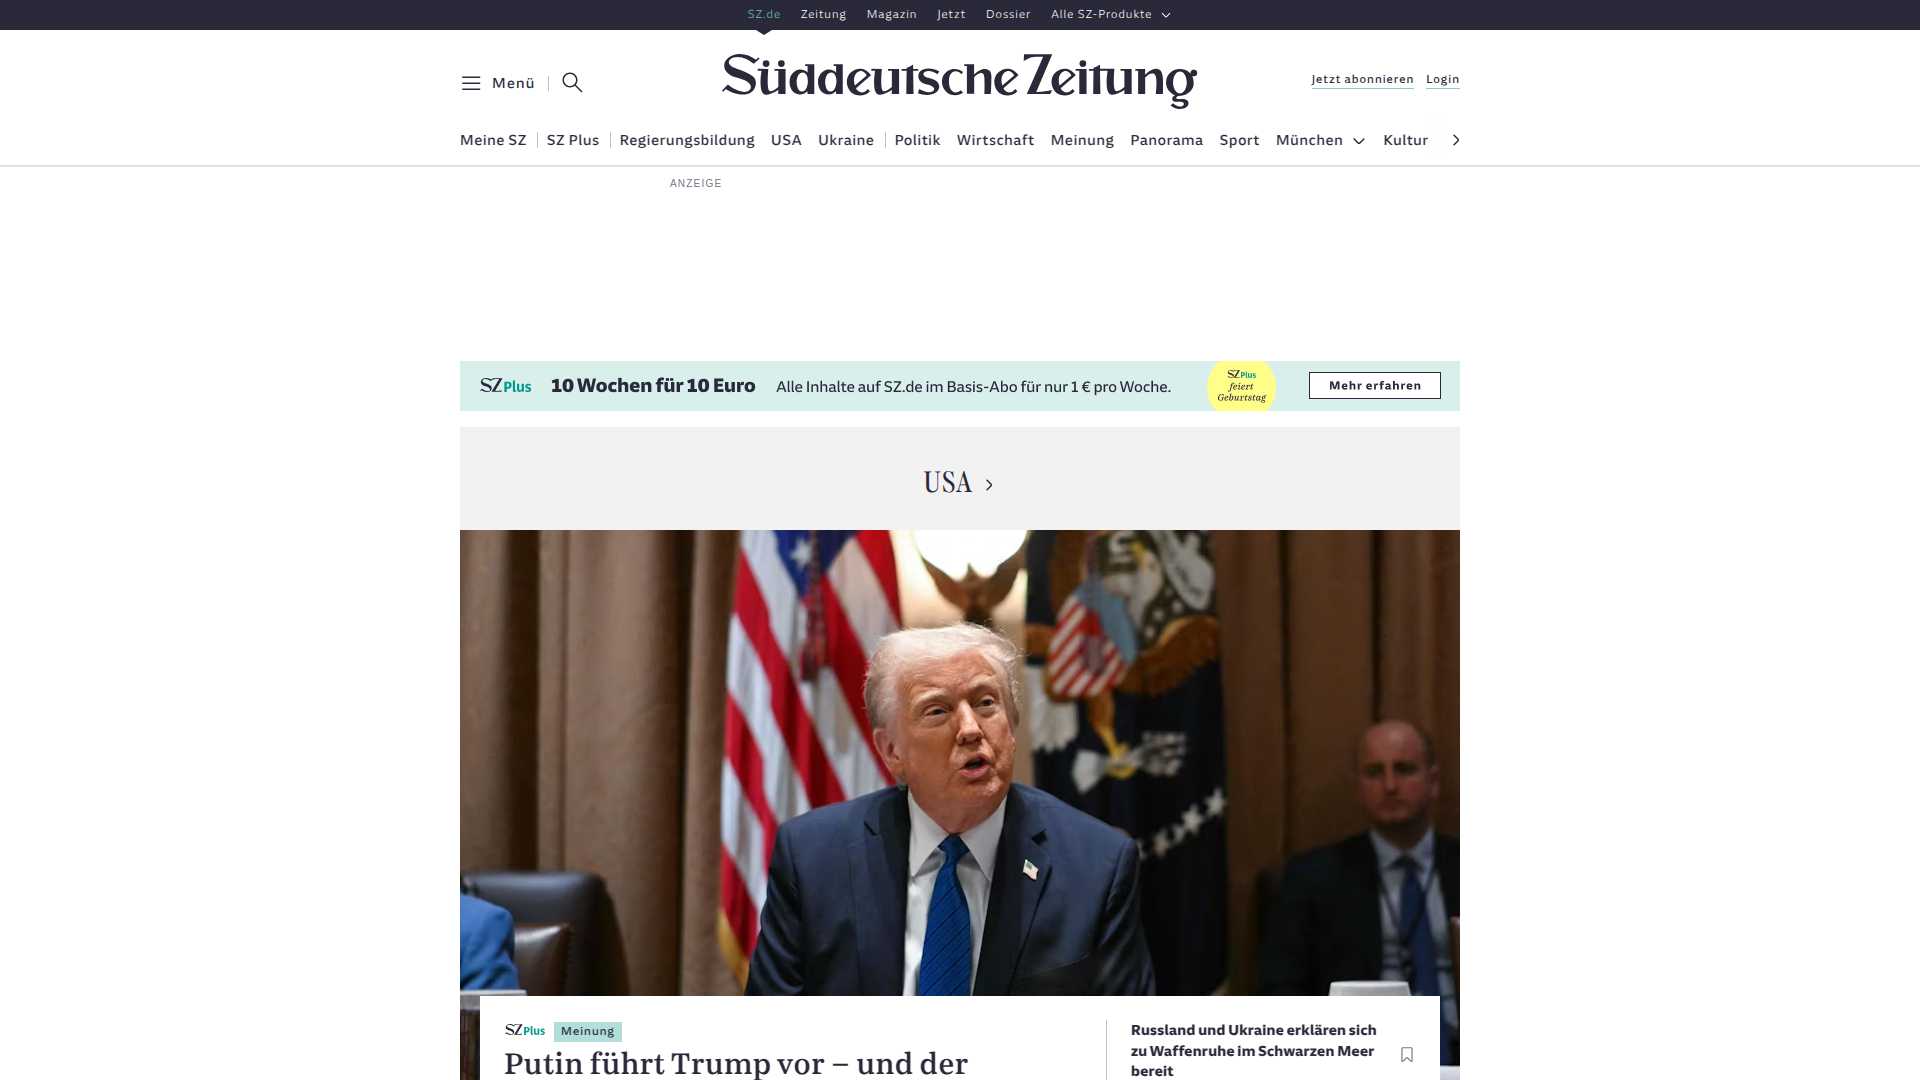 SZ.de Zeitung Magazin Jetzt Dossier Alle SZ-Produkte
Menü
Süddeutsche Zeitung
Jetzt abonnieren Login
Meine SZ SZ Plus Regierungsbildung USA Ukraine Politik Wirtschaft Meinung Panorama Sport München Kultur
ANZEIGE
SZ Plus 10 Wochen für 10 Euro Alle Inhalte auf SZ.de im Basis-Abo für nur 1 € pro Woche.
SZ Plus
feiert
Geburtstag
Mehr erfahren
USA
SZ Plus Meinung
Putin führt Trump vor – und der
Russland und Ukraine erklären sich
zu Waffenruhe im Schwarzen Meer
bereit